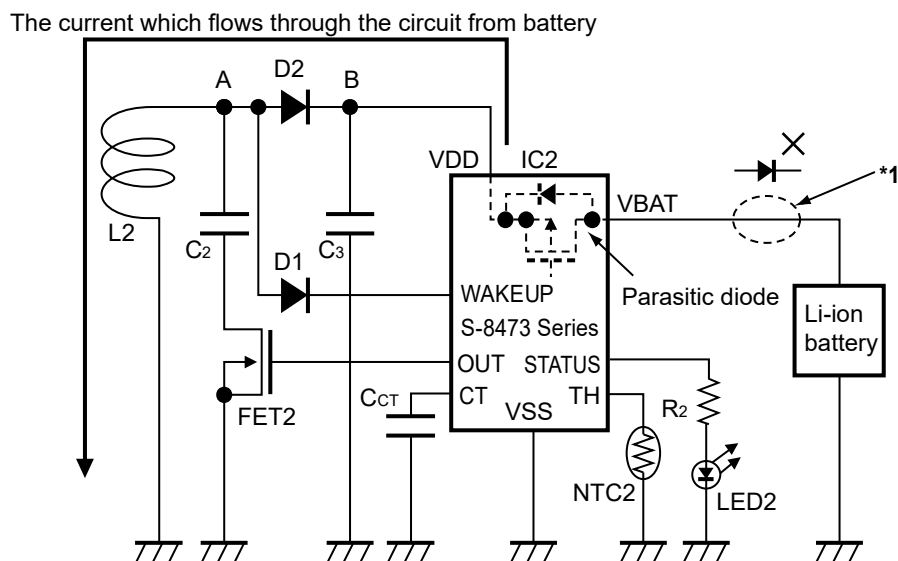 The current which flows through the circuit from battery
A
D2
B
VDD
IC2
*1
VBAT
L2
C2
C3
D1
WAKEUP
Parasitic diode
S-8473 Series
Li-ion
battery
OUT
STATUS
CCT
CT
TH
FET2
VSS
R2
NTC2
LED2